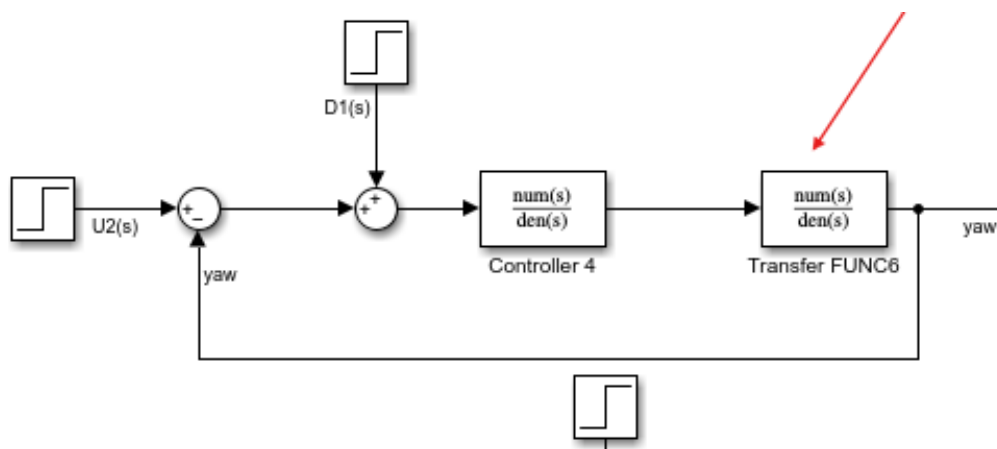 D1(s)
U2(s)
+
−
+
+
num(s)
den(s)
Controller 4
num(s)
den(s)
Transfer FUNC6
yaw
yaw